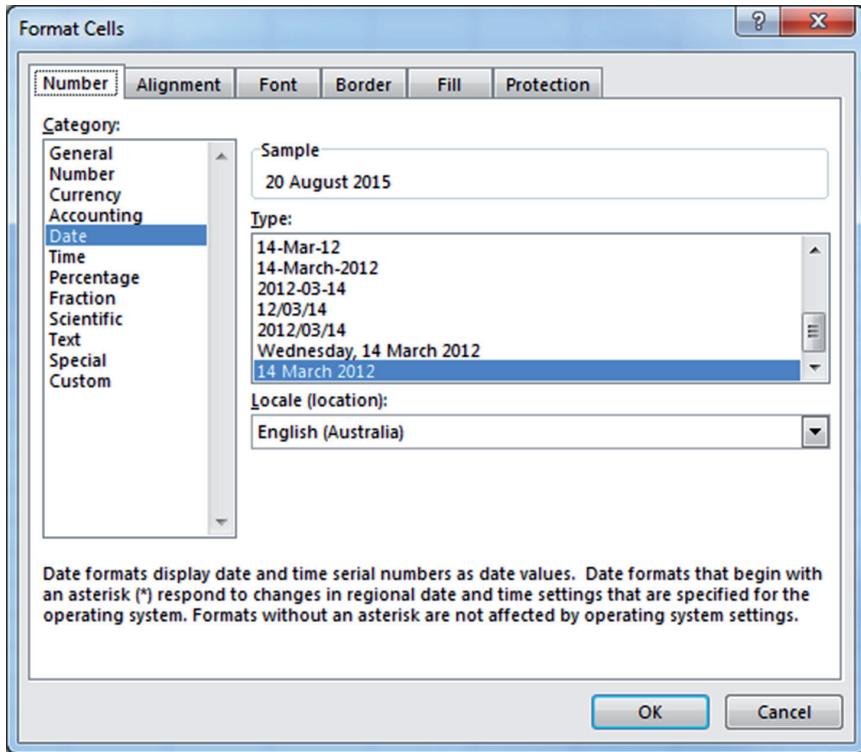 Format Cells
?
Number Alignment Font Border Fill Protection
Category:
General
Number
Currency
Accounting
Date
Time
Percentage
Fraction
Scientific
Text
Special
Custom
Sample
20 August 2015
Type:
14-Mar-12
14-March-2012
2012-03-14
12/03/14
2012/03/14
Wednesday, 14 March 2012
14 March 2012
Locale (location):
English (Australia)
Date formats display date and time serial numbers as date values. Date formats that begin with
an asterisk (*) respond to changes in regional date and time settings that are specified for the
operating system. Formats without an asterisk are not affected by operating system settings.
OK Cancel